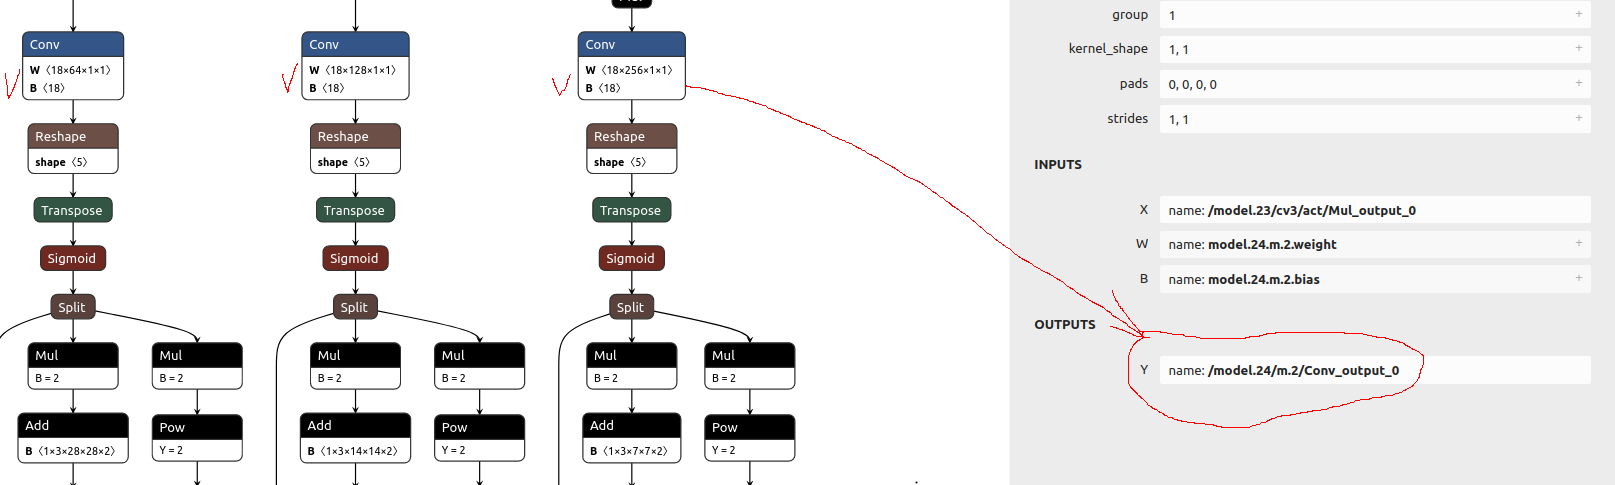 Conv
W 〈18×64×1×1〉
B 〈18〉
Reshape
shape 〈5〉
Transpose
Sigmoid
Split
Mul
B = 2
Mul
B = 2
Add
B 〈1×3×28×28×2〉
Pow
Y = 2
Conv
W 〈18×128×1×1〉
B 〈18〉
Reshape
shape 〈5〉
Transpose
Sigmoid
Split
Mul
B = 2
Mul
B = 2
Add
B 〈1×3×14×14×2〉
Pow
Y = 2
Conv
W 〈18×256×1×1〉
B 〈18〉
Reshape
shape 〈5〉
Transpose
Sigmoid
Split
Mul
B = 2
Mul
B = 2
Add
B 〈1×3×7×7×2〉
Pow
Y = 2
group 1 +
kernel_shape 1, 1 +
pads 0, 0, 0, 0 +
strides 1, 1 +
INPUTS
X name: /model.23/cv3/act/Mul_output_0
W name: model.24.m.2.weight +
B name: model.24.m.2.bias +
OUTPUTS
Y name: /model.24/m.2/Conv_output_0